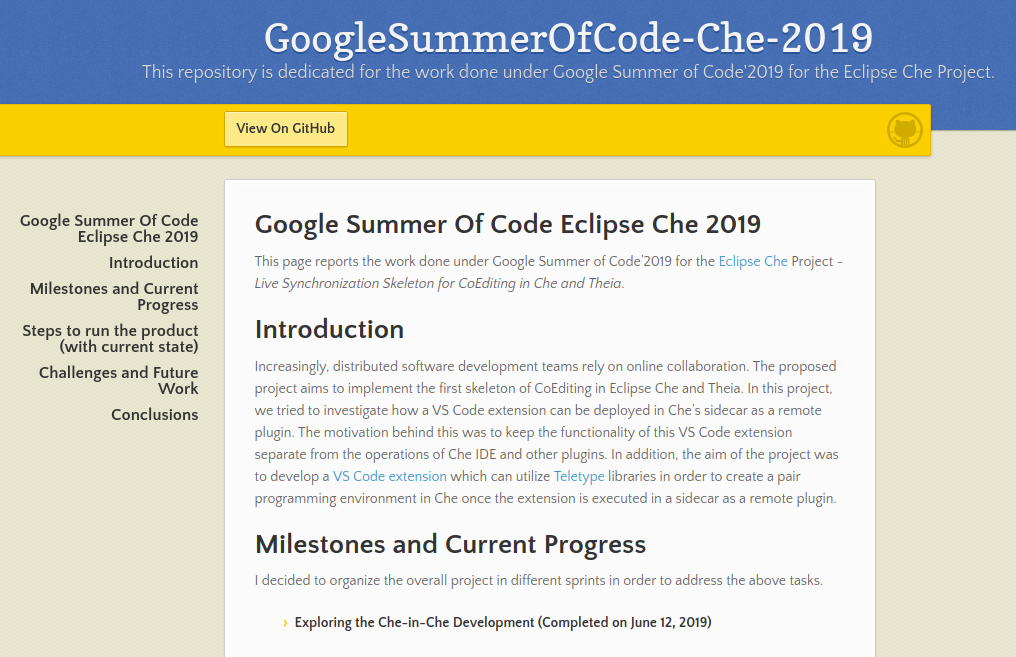 GoogleSummerOfCode-Che-2019
This repository is dedicated for the work done under Google Summer of Code'2019 for the Eclipse Che Project.
View On GitHub
Google Summer Of Code
Eclipse Che 2019
Introduction
Milestones and Current
Progress
Steps to run the product
(with current state)
Challenges and Future
Work
Conclusions
Google Summer Of Code Eclipse Che 2019
This page reports the work done under Google Summer of Code'2019 for the Eclipse Che Project –
Live Synchronization Skeleton for CoEditing in Che and Theia.
Introduction
Increasingly, distributed software development teams rely on online collaboration. The proposed
project aims to implement the first skeleton of CoEditing in Eclipse Che and Theia. In this project,
we tried to investigate how a VS Code extension can be deployed in Che's sidecar as a remote
plugin. The motivation behind this was to keep the functionality of this VS Code extension
separate from the operations of Che IDE and other plugins. In addition, the aim of the project was
to develop a VS Code extension which can utilize Teletype libraries in order to create a pair
programming environment in Che once the extension is executed in a sidecar as a remote plugin.
Milestones and Current Progress
I decided to organize the overall project in different sprints in order to address the above tasks.
› Exploring the Che-in-Che Development (Completed on June 12, 2019)